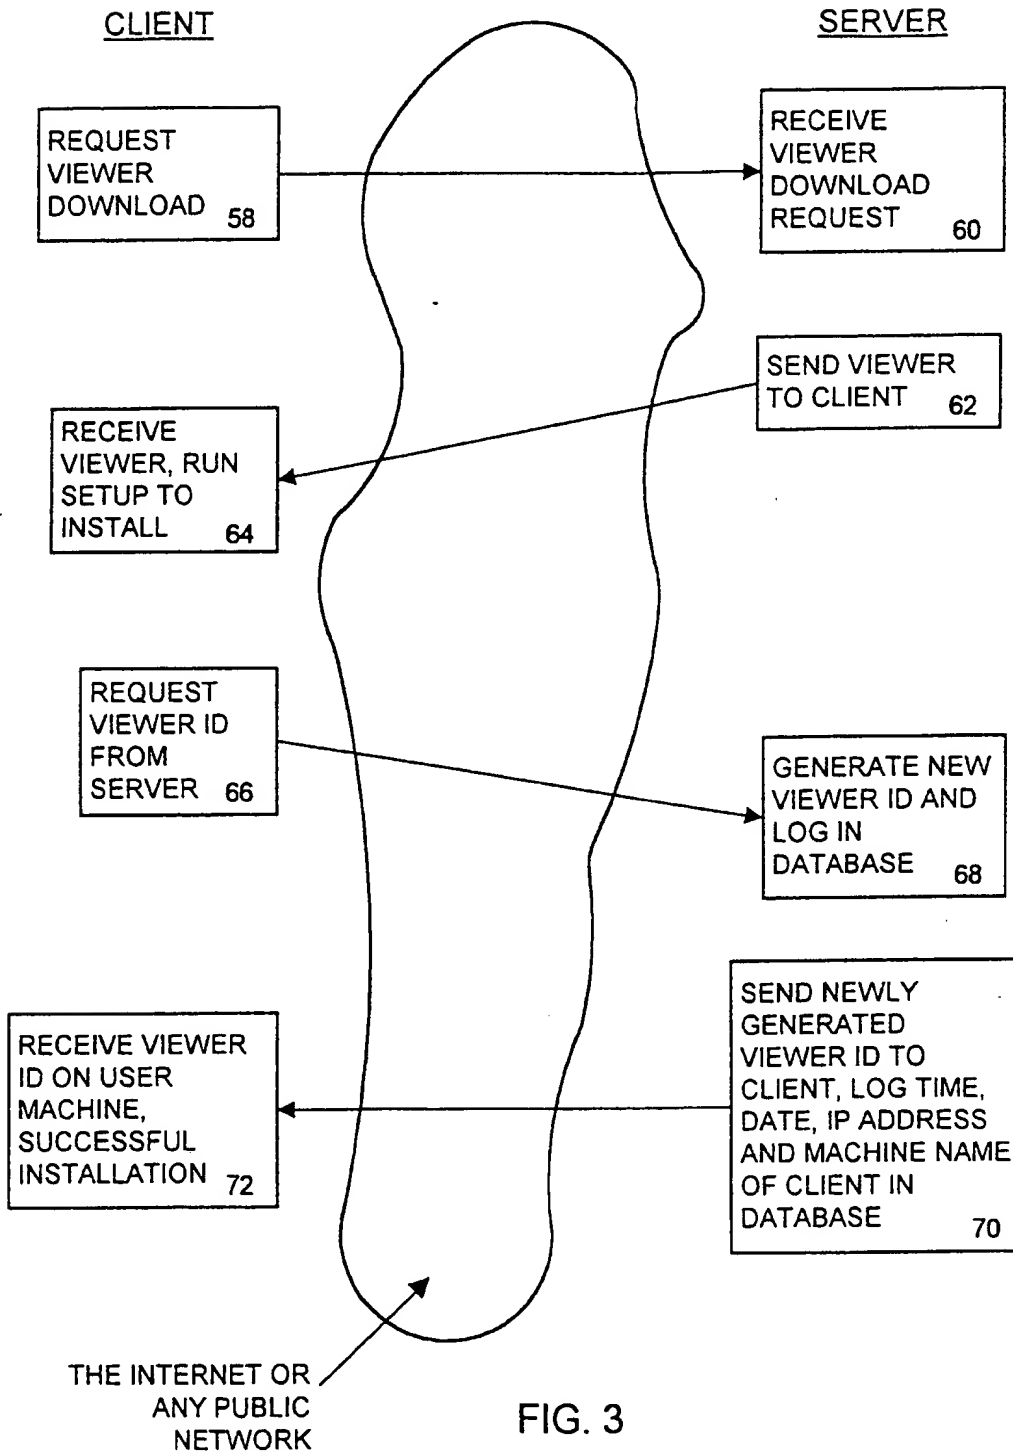 CLIENT
SERVER
REQUEST
VIEWER
DOWNLOAD
58
RECEIVE
VIEWER
DOWNLOAD
REQUEST
60
SEND VIEWER
TO CLIENT
62
RECEIVE
VIEWER, RUN
SETUP TO
INSTALL
64
REQUEST
VIEWER ID
FROM
SERVER
66
GENERATE NEW
VIEWER ID AND
LOG IN
DATABASE
68
SEND NEWLY
GENERATED
VIEWER ID TO
CLIENT, LOG TIME,
DATE, IP ADDRESS
AND MACHINE NAME
OF CLIENT IN
DATABASE
70
RECEIVE VIEWER
ID ON USER
MACHINE,
SUCCESSFUL
INSTALLATION
72
THE INTERNET OR
ANY PUBLIC
NETWORK
FIG. 3